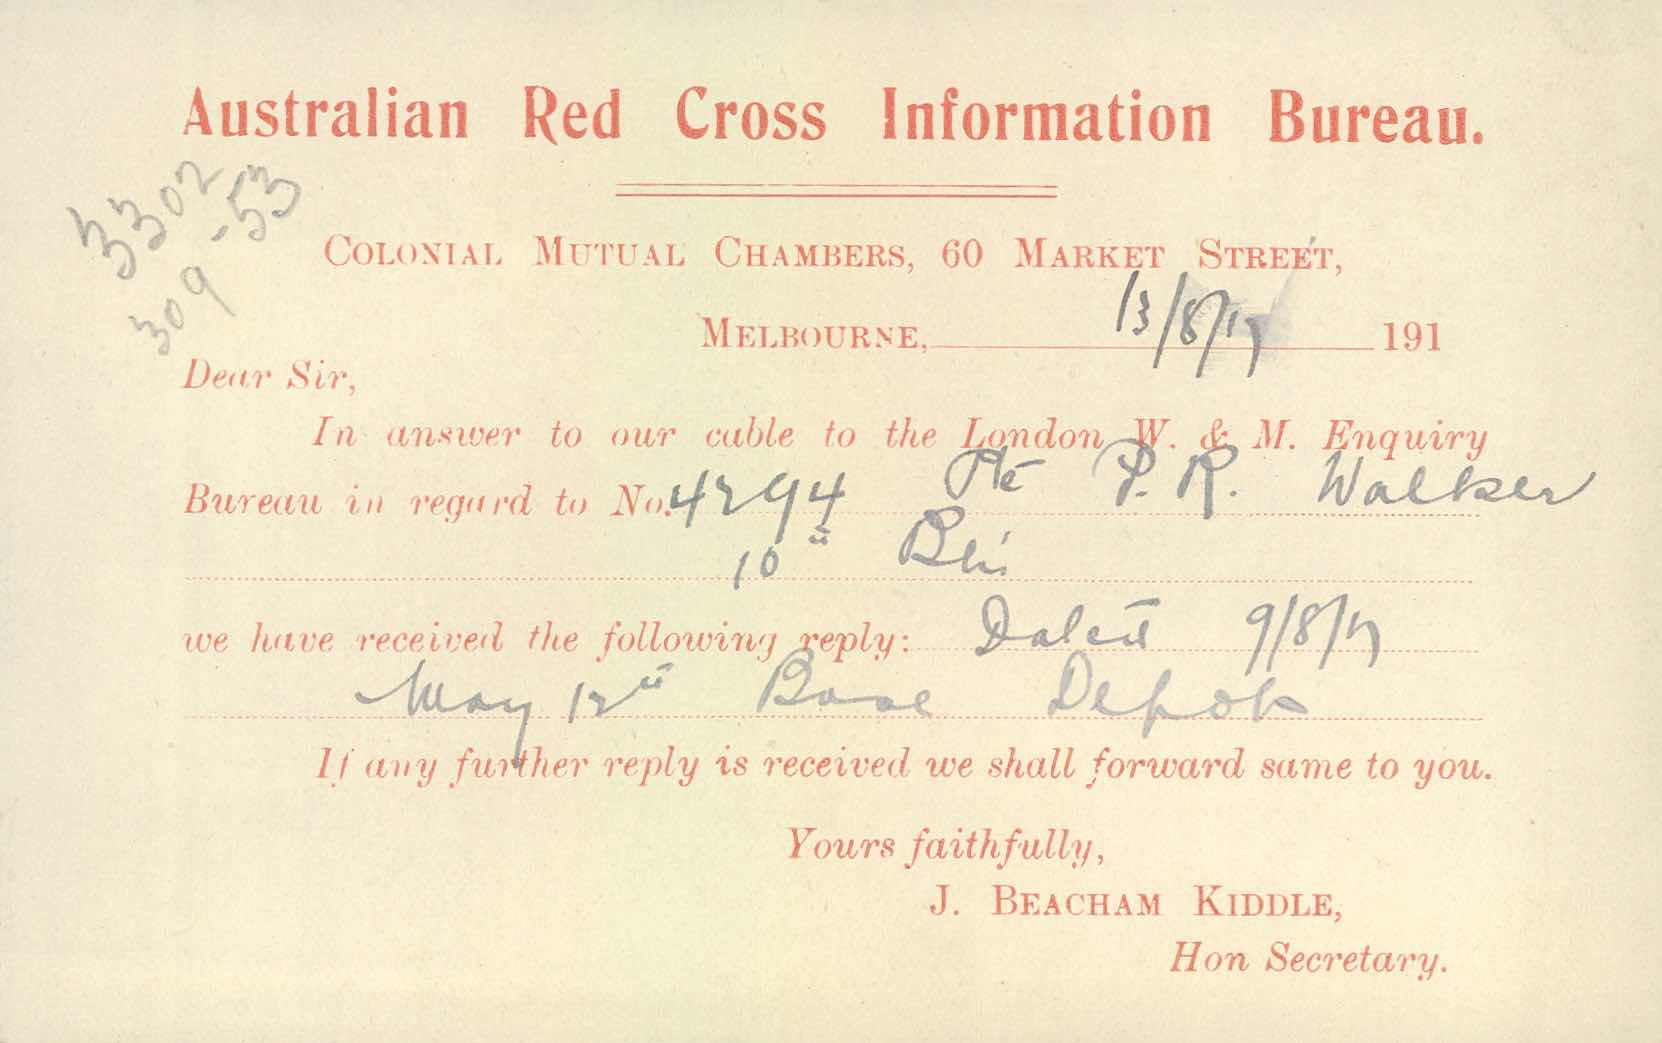 Australian Red Cross Information Bureau.
3302
-53
309
COLONIAL MUTUAL CHAMBERS, 60 MARKET STREET,
MELBOURNE, 13/8/17 191
Dear Sir,
In answer to our cable to the London W. & M. Enquiry
Bureau in regard to No. 4294 Pte P. R. Walker
10th Bn.
we have received the following reply: Dated 9/8/17
May 12th Base Depot
If any further reply is received we shall forward same to you.
Yours faithfully,
J. BEACHAM KIDDLE,
Hon Secretary.